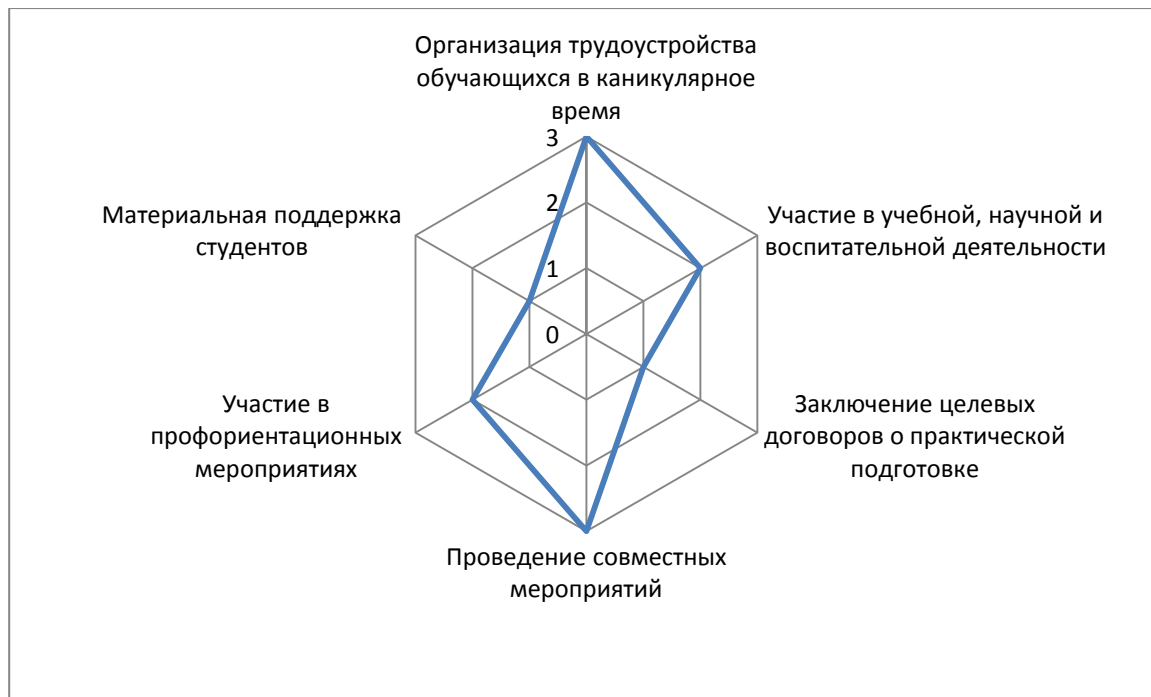 Организация трудоустройства
обучающихся в каникулярное
время
3
2
1
0
Участие в учебной, научной и
воспитательной деятельности
Заключение целевых
договоров о практической
подготовке
Проведение совместных
мероприятий
Участие в
профориентационных
мероприятиях
Материальная поддержка
студентов